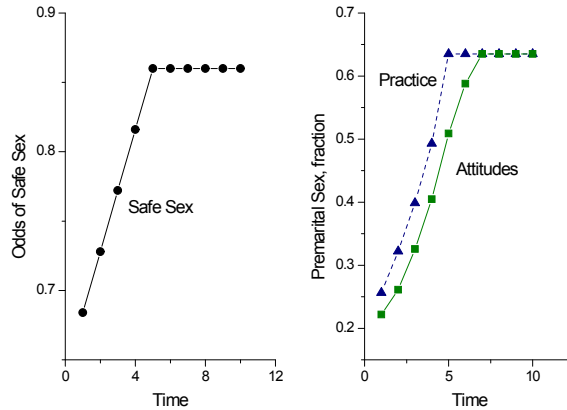 0.9
0.8
0.7
Odds of Safe Sex
Safe Sex
0
4
8
12
Time
0.7
0.6
0.5
0.4
0.3
0.2
Premarital Sex, fraction
Practice
Attitudes
0
5
10
Time